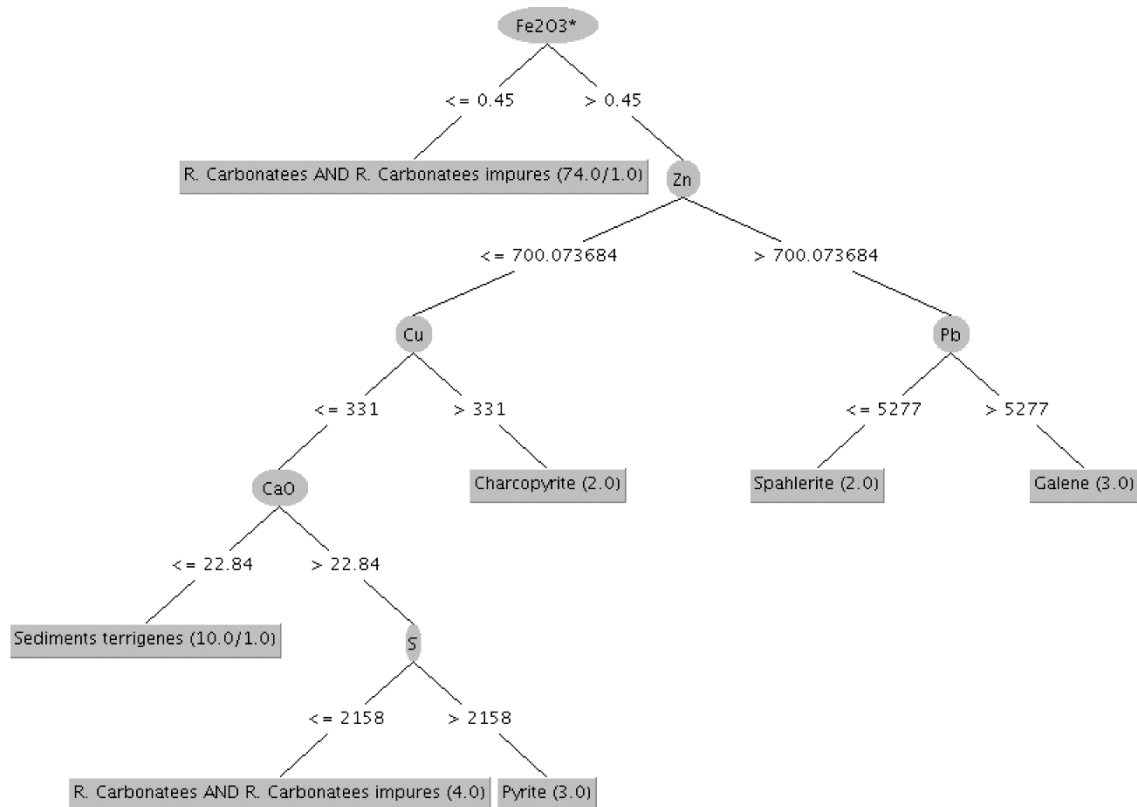 Fe2O3*
<= 0.45
> 0.45
R. Carbonatees AND R. Carbonatees impures (74.0/1.0)
Zn
<= 700.073684
> 700.073684
Cu
Pb
<= 331
> 331
<= 5277
> 5277
CaO
Charcopyrite (2.0)
Spahlerite (2.0)
Galene (3.0)
<= 22.84
> 22.84
Sediments terrigenes (10.0/1.0)
S
<= 2158
> 2158
R. Carbonatees AND R. Carbonatees impures (4.0)
Pyrite (3.0)